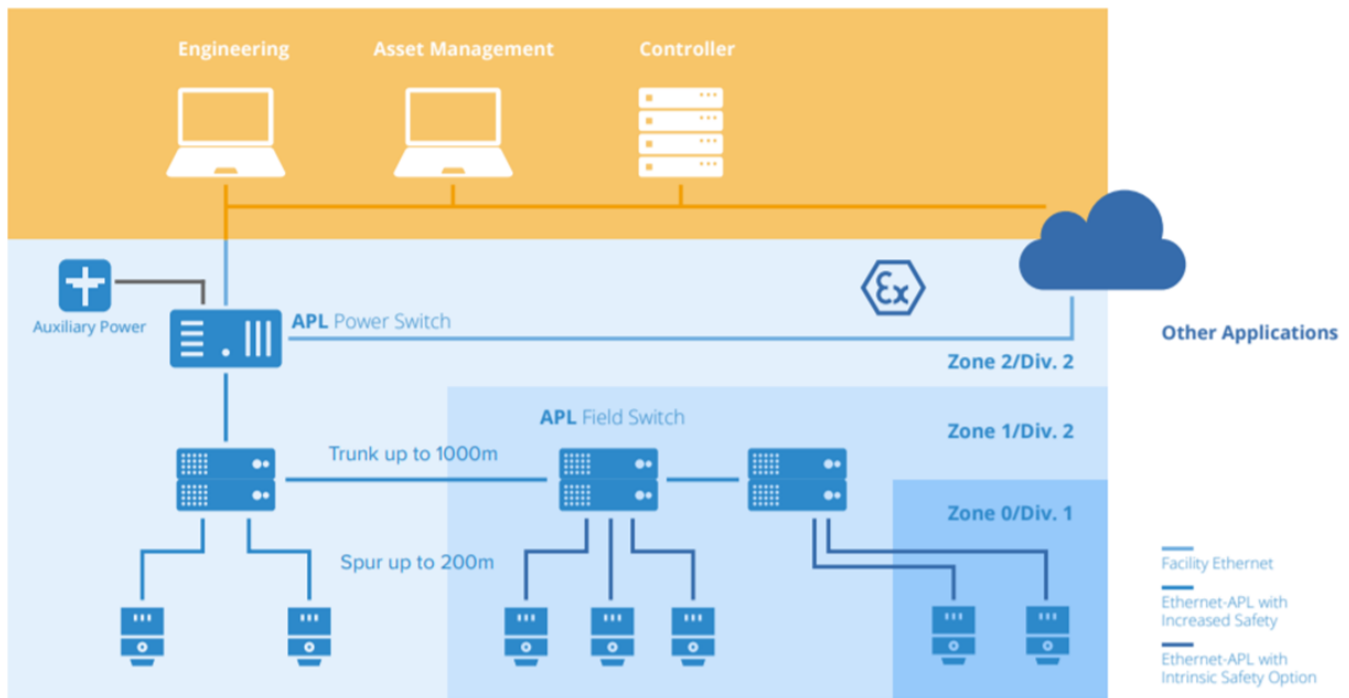 Engineering
Asset Management
Controller
Ex
Auxiliary Power
APL Power Switch
Other Applications
Zone 2/Div. 2
APL Field Switch
Zone 1/Div. 2
Trunk up to 1000m
Zone 0/Div. 1
Spur up to 200m
Facility Ethernet
Ethernet-APL with
Increased Safety
Ethernet-APL with
Intrinsic Safety Option